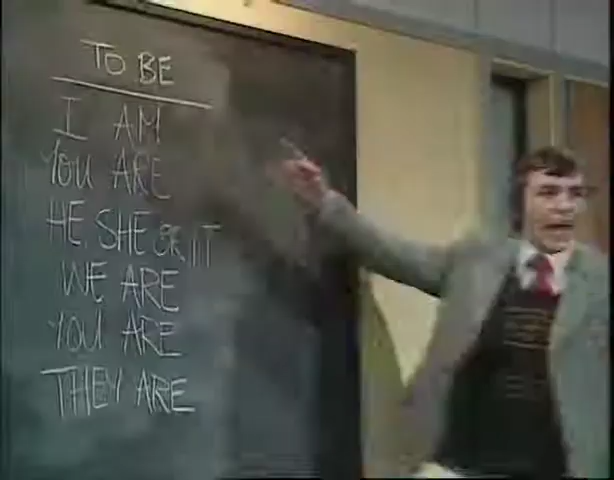 TO BE
I AM
YOU ARE
HE, SHE OR IT
WE ARE
YOU ARE
THEY ARE